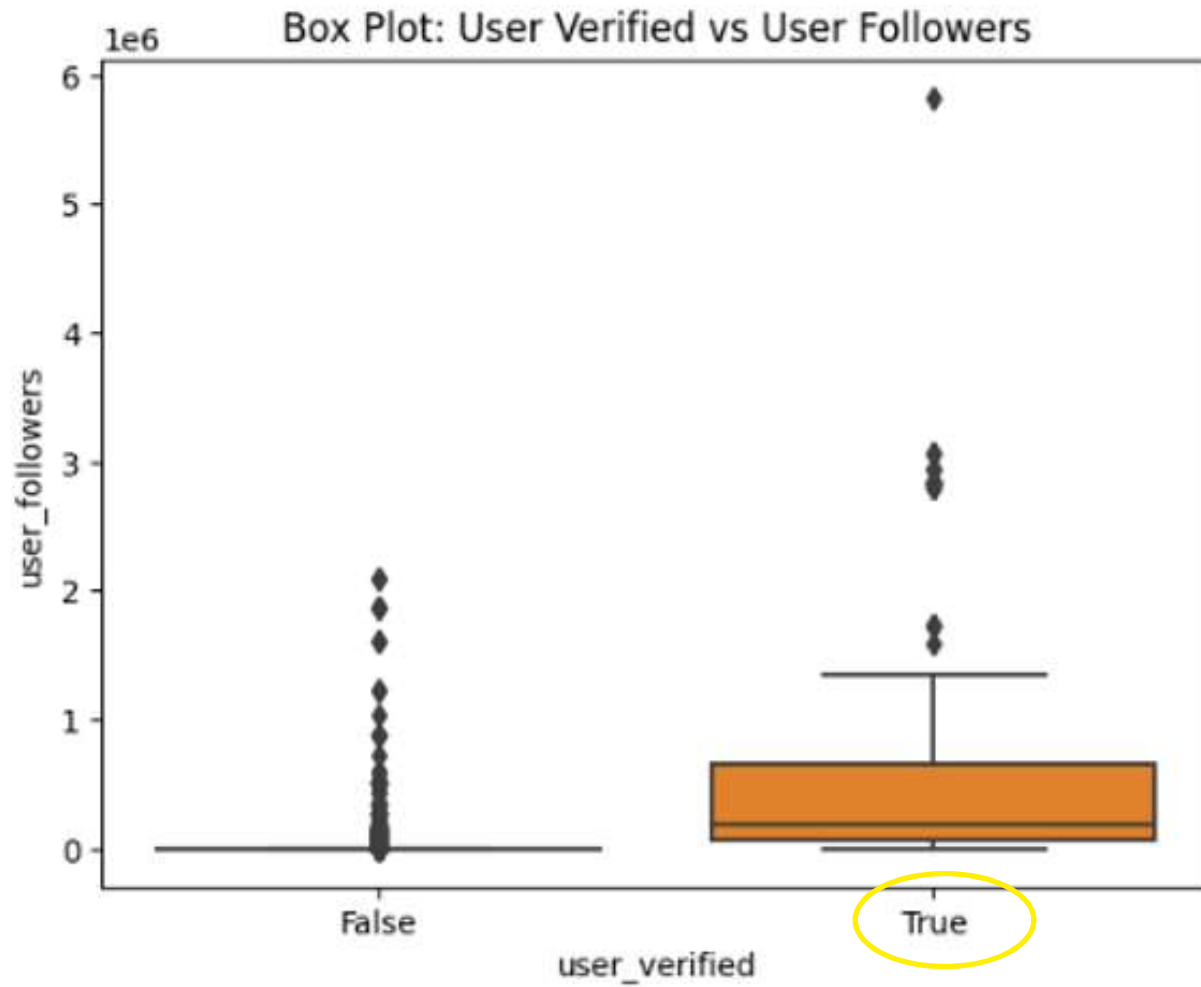 Box Plot: User Verified vs User Followers
1e6
6
5
4
3
2
1
0
user_followers
False
True
user_verified